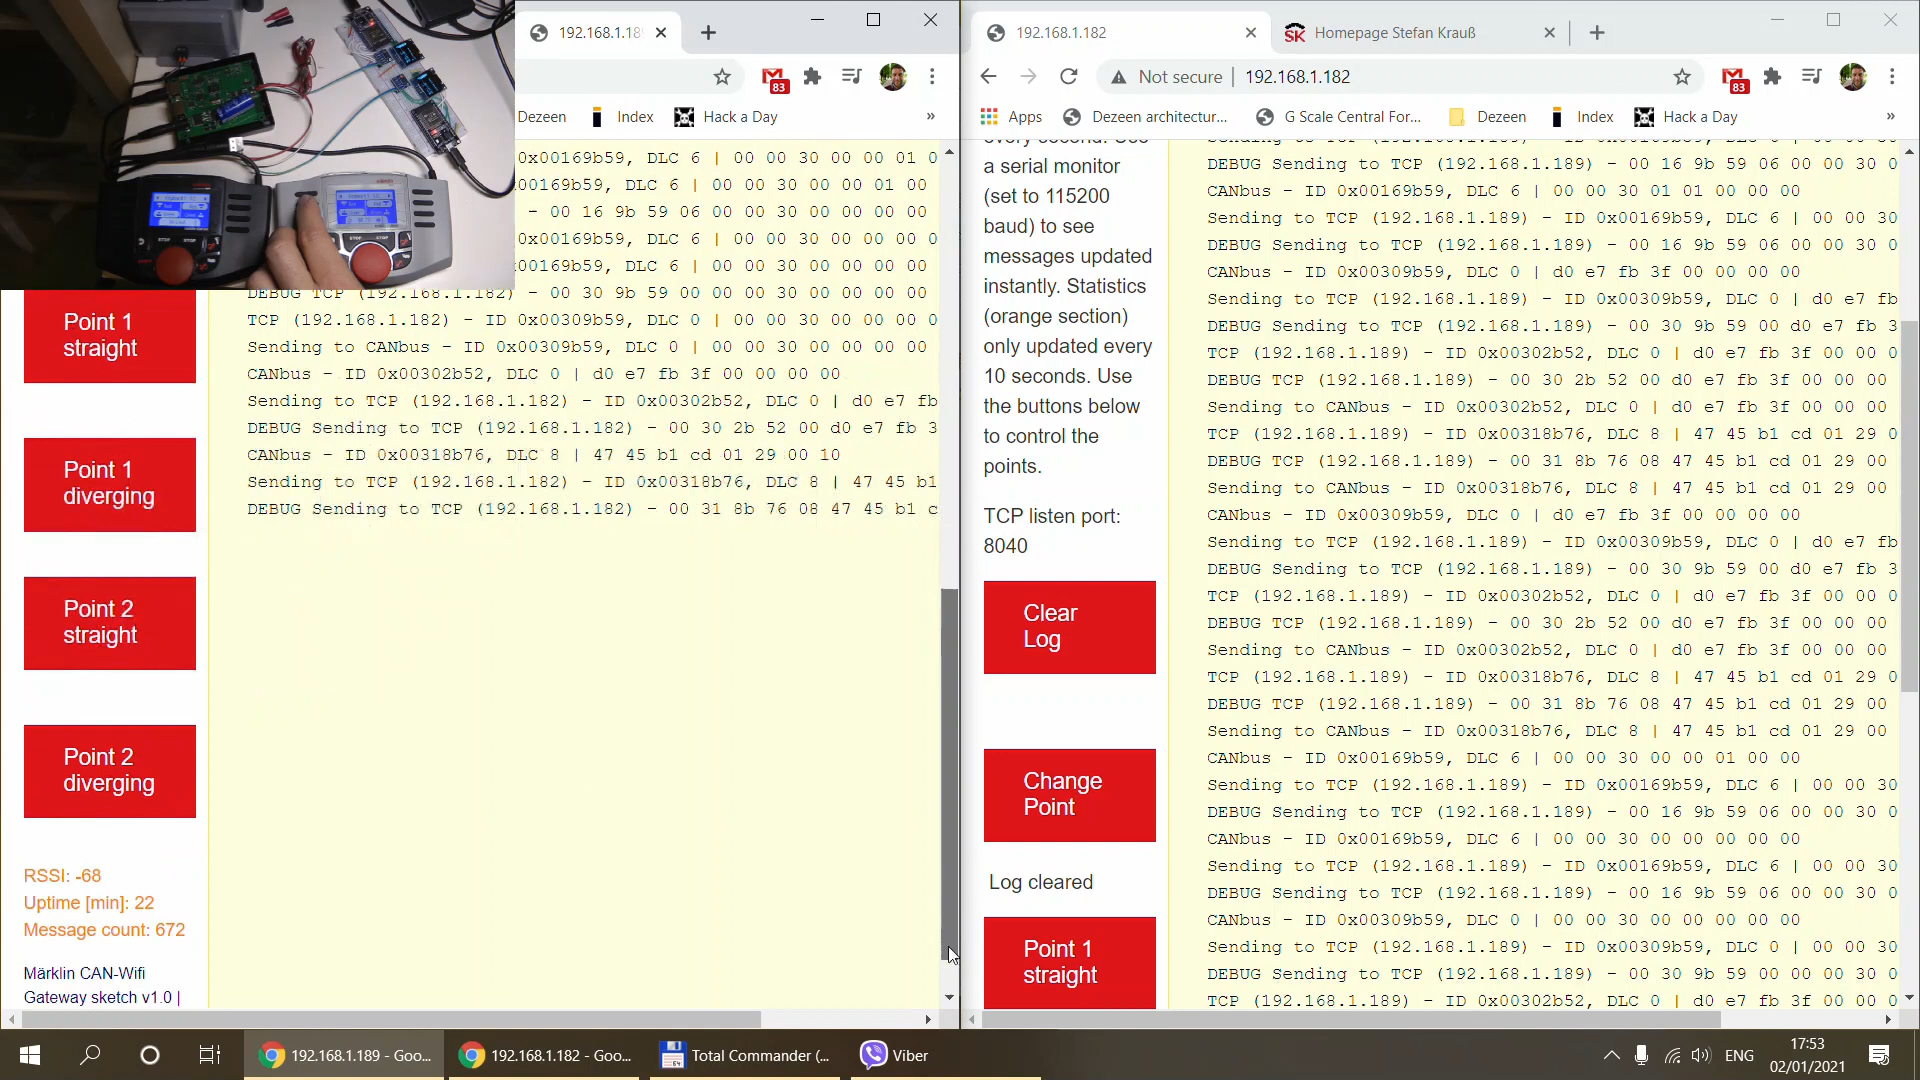 192.168.1.18
83
Dezeen
Index
Hack a Day
»
0x00169b59, DLC 6 | 00 00 30 00 00 01 0
00169b59, DLC 6 | 00 00 30 00 00 01 00
- 00 16 9b 59 06 00 00 30 00 00 00
0x00169b59, DLC 6 | 00 00 30 00 00 00 0
00169b59, DLC 6 | 00 00 30 00 00 00 00
DEBUG TCP (192.168.1.182) - 00 30 9b 59 00 00 00 30 00 00 00 00
TCP (192.168.1.182) - ID 0x00309b59, DLC 0 | 00 00 30 00 00 00 0
Sending to CANbus - ID 0x00309b59, DLC 0 | 00 00 30 00 00 00 00
CANbus - ID 0x00302b52, DLC 0 | d0 e7 fb 3f 00 00 00 00
Sending to TCP (192.168.1.182) - ID 0x00302b52, DLC 0 | d0 e7 fb
DEBUG Sending to TCP (192.168.1.182) - 00 30 2b 52 00 d0 e7 fb 3
CANbus - ID 0x00318b76, DLC 8 | 47 45 b1 cd 01 29 00 10
Sending to TCP (192.168.1.182) - ID 0x00318b76, DLC 8 | 47 45 b1
DEBUG Sending to TCP (192.168.1.182) - 00 31 8b 76 08 47 45 b1 c
Point 1
straight
Point 1
diverging
Point 2
straight
Point 2
diverging
RSSI: -68
Uptime [min]: 22
Message count: 672
Märklin CAN-Wifi
Gateway sketch v1.0 |
192.168.1.182
SK Homepage Stefan Krauß
Not secure | 192.168.1.182
83
Apps
Dezeen architectur...
G Scale Central For...
Dezeen
Index
Hack a Day
»
every second. Use
a serial monitor
(set to 115200
baud) to see
messages updated
instantly. Statistics
(orange section)
only updated every
10 seconds. Use
the buttons below
to control the
points.
TCP listen port:
8040
Clear
Log
Change
Point
Log cleared
Point 1
straight
DEBUG Sending to TCP (192.168.1.189) - 00 16 9b 59 06 00 00 30 0
CANbus - ID 0x00169b59, DLC 6 | 00 00 30 01 01 00 00 00
Sending to TCP (192.168.1.189) - ID 0x00169b59, DLC 6 | 00 00 30
DEBUG Sending to TCP (192.168.1.189) - 00 16 9b 59 06 00 00 30 0
CANbus - ID 0x00309b59, DLC 0 | d0 e7 fb 3f 00 00 00 00
Sending to TCP (192.168.1.189) - ID 0x00309b59, DLC 0 | d0 e7 fb
DEBUG Sending to TCP (192.168.1.189) - 00 30 9b 59 00 d0 e7 fb 3
TCP (192.168.1.189) - ID 0x00302b52, DLC 0 | d0 e7 fb 3f 00 00 0
DEBUG TCP (192.168.1.189) - 00 30 2b 52 00 d0 e7 fb 3f 00 00 00
Sending to CANbus - ID 0x00302b52, DLC 0 | d0 e7 fb 3f 00 00 00
TCP (192.168.1.189) - ID 0x00318b76, DLC 8 | 47 45 b1 cd 01 29 0
DEBUG TCP (192.168.1.189) - 00 31 8b 76 08 47 45 b1 cd 01 29 00
Sending to CANbus - ID 0x00318b76, DLC 8 | 47 45 b1 cd 01 29 00
CANbus - ID 0x00309b59, DLC 0 | d0 e7 fb 3f 00 00 00 00
Sending to TCP (192.168.1.189) - ID 0x00309b59, DLC 0 | d0 e7 fb
DEBUG Sending to TCP (192.168.1.189) - 00 30 9b 59 00 d0 e7 fb 3
TCP (192.168.1.189) - ID 0x00302b52, DLC 0 | d0 e7 fb 3f 00 00 0
DEBUG TCP (192.168.1.189) - 00 30 2b 52 00 d0 e7 fb 3f 00 00 00
Sending to CANbus - ID 0x00302b52, DLC 0 | d0 e7 fb 3f 00 00 00
TCP (192.168.1.189) - ID 0x00318b76, DLC 8 | 47 45 b1 cd 01 29 0
DEBUG TCP (192.168.1.189) - 00 31 8b 76 08 47 45 b1 cd 01 29 00
Sending to CANbus - ID 0x00318b76, DLC 8 | 47 45 b1 cd 01 29 00
CANbus - ID 0x00169b59, DLC 6 | 00 00 30 00 00 01 00 00
Sending to TCP (192.168.1.189) - ID 0x00169b59, DLC 6 | 00 00 30
DEBUG Sending to TCP (192.168.1.189) - 00 16 9b 59 06 00 00 30 0
CANbus - ID 0x00169b59, DLC 6 | 00 00 30 00 00 00 00 00
Sending to TCP (192.168.1.189) - ID 0x00169b59, DLC 6 | 00 00 30
DEBUG Sending to TCP (192.168.1.189) - 00 16 9b 59 06 00 00 30 0
CANbus - ID 0x00309b59, DLC 0 | 00 00 30 00 00 00 00 00
Sending to TCP (192.168.1.189) - ID 0x00309b59, DLC 0 | 00 00 30
DEBUG Sending to TCP (192.168.1.189) - 00 30 9b 59 00 00 00 30 0
TCP (192.168.1.189) - ID 0x00302b52, DLC 0 | d0 e7 fb 3f 00 00 0
192.168.1.189 - Goo...
192.168.1.182 - Goo...
Total Commander (...
Viber
ENG
17:53
02/01/2021